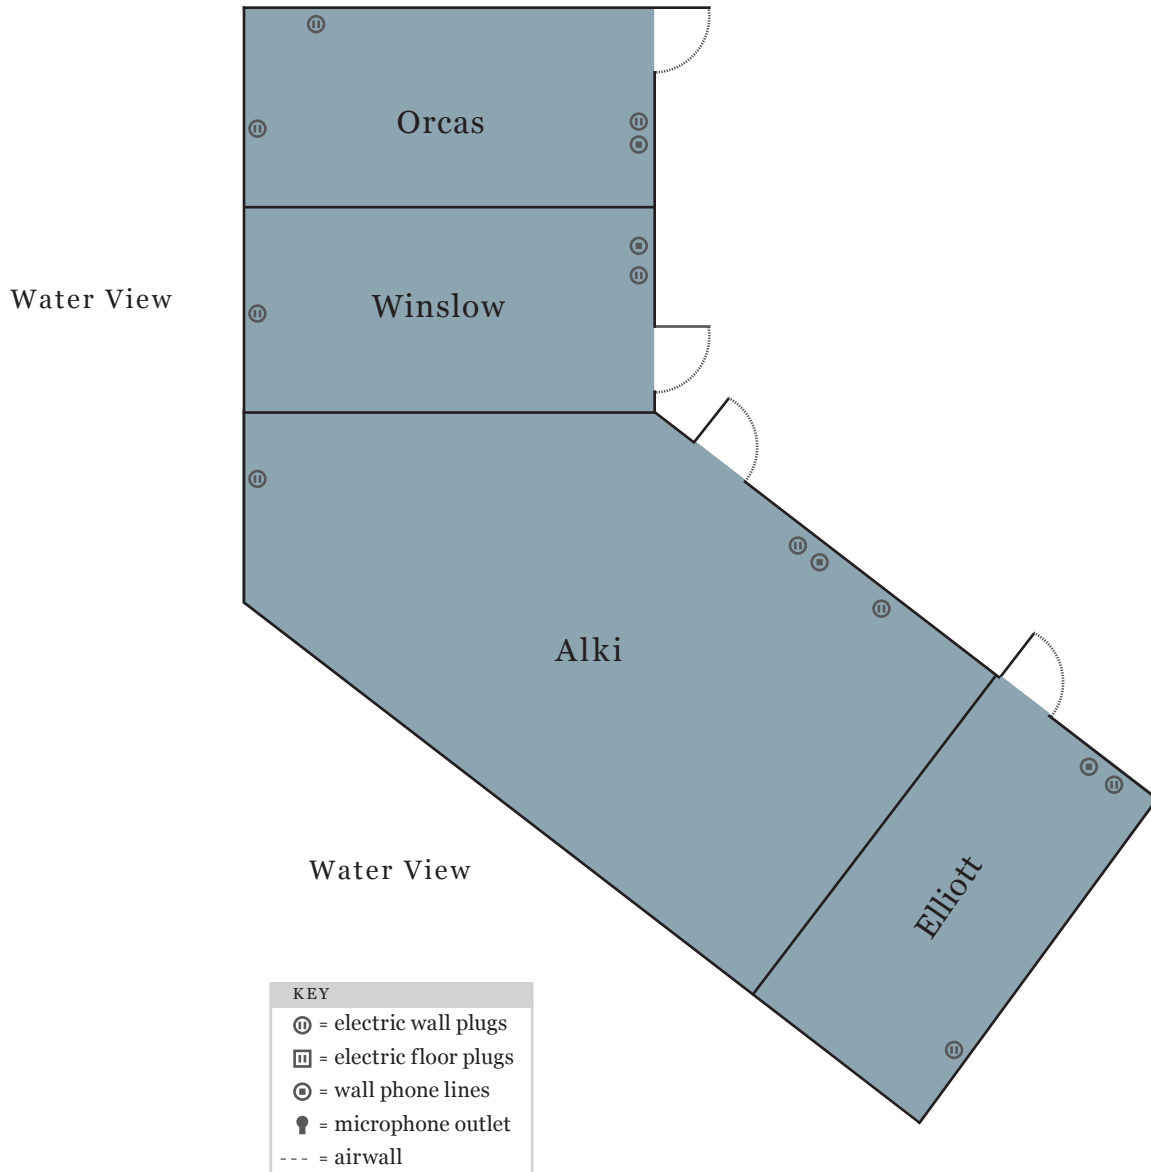 Orcas
Water View
Winslow
Alki
Water View
Elliott
KEY
= electric wall plugs
= electric floor plugs
= wall phone lines
= microphone outlet
--- = airwall